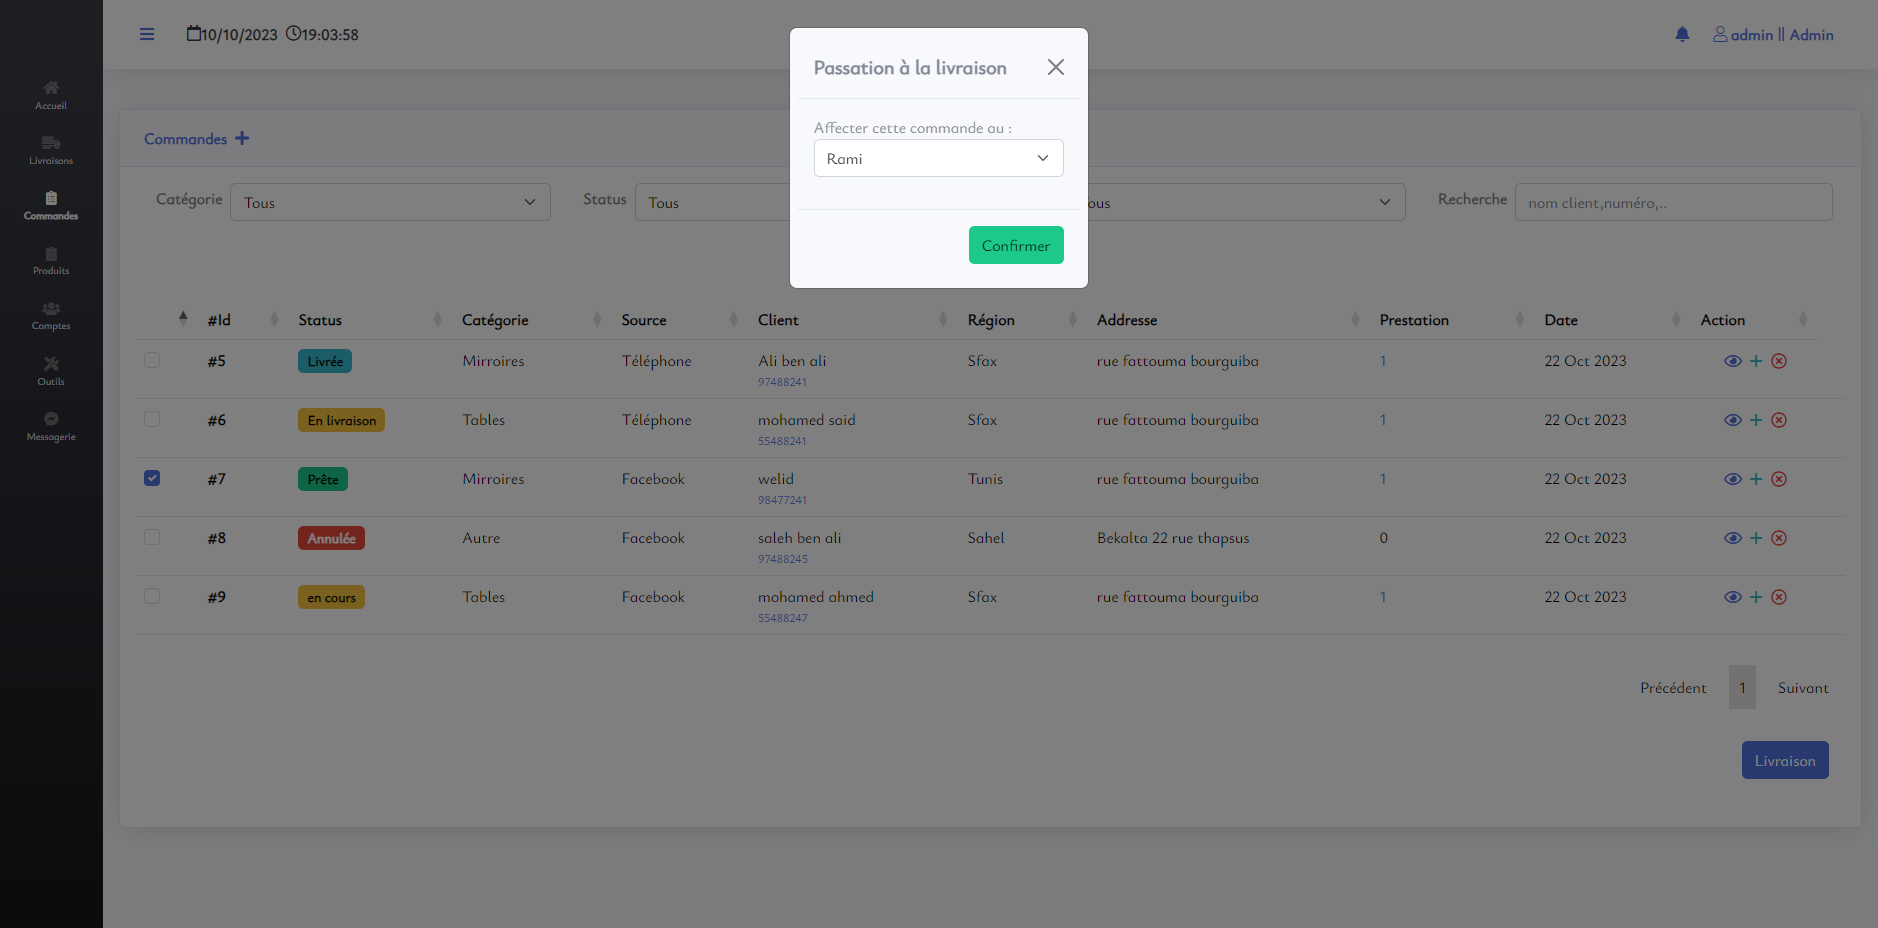 10/10/2023 19:03:58
admin || Admin
Accueil
Livraisons
Commandes
Produits
Comptes
Outils
Messagerie
Passation à la livraison
Affecter cette commande au :
Rami
Confirmer
Commandes
Catégorie Tous Status Tous ous Recherche nom client,numéro,..
#Id Status Catégorie Source Client Région Addresse Prestation Date Action
#5 Livrée Mirroires Téléphone Ali ben ali Sfax rue fattouma bourguiba 1 22 Oct 2023
97488241
#6 En livraison Tables Téléphone mohamed said Sfax rue fattouma bourguiba 1 22 Oct 2023
55488241
#7 Prête Mirroires Facebook welid Tunis rue fattouma bourguiba 1 22 Oct 2023
98477241
#8 Annulée Autre Facebook saleh ben ali Sahel Bekalta 22 rue thapsus 0 22 Oct 2023
97488245
#9 en cours Tables Facebook mohamed ahmed Sfax rue fattouma bourguiba 1 22 Oct 2023
55488247
Précédent 1 Suivant
Livraison